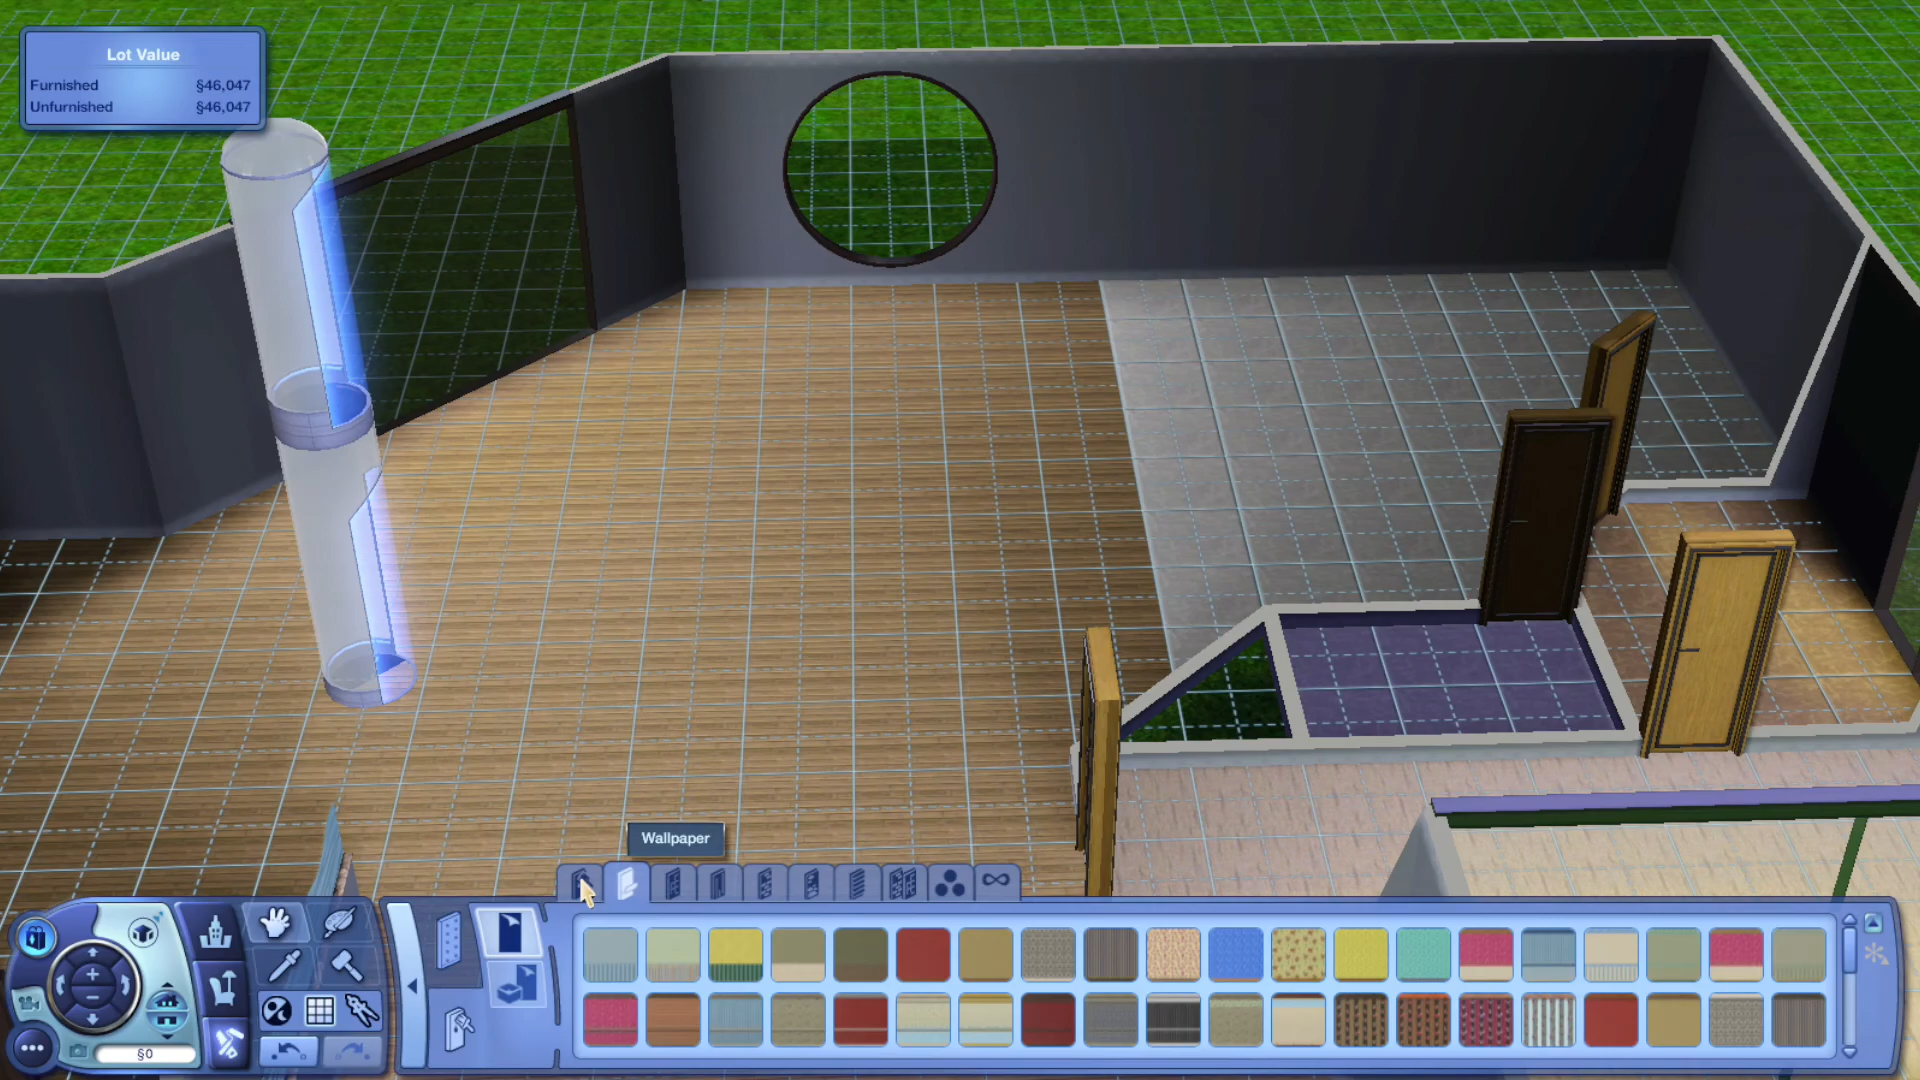 Lot Value
Furnished §46,047
Unfurnished §46,047
Wallpaper
§0